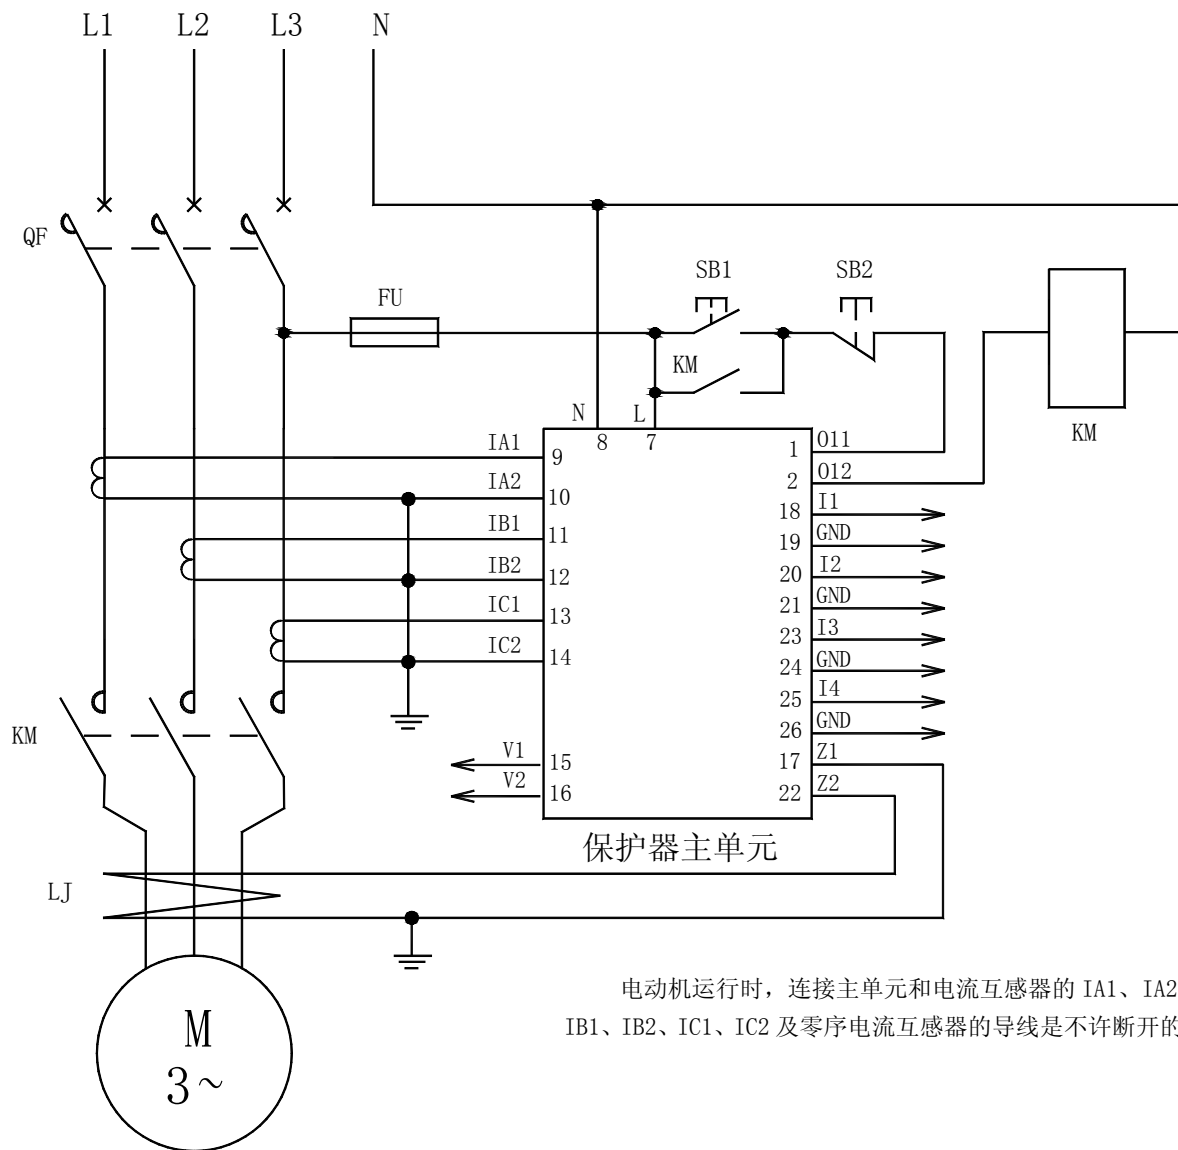 L1 L2 L3 N
QF
FU
SB1 SB2
KM
KM
N L
8 7
IA1 9
IA2 10
IB1 11
IB2 12
IC1 13
IC2 14
V1 15
V2 16
1 O11
2 O12
18 I1
19 GND
20 I2
21 GND
23 I3
24 GND
25 I4
26 GND
17 Z1
22 Z2
KM
保护器主单元
LJ
M
3~
电动机运行时，连接主单元和电流互感器的 IA1、IA2
IB1、IB2、IC1、IC2 及零序电流互感器的导线是不许断开的